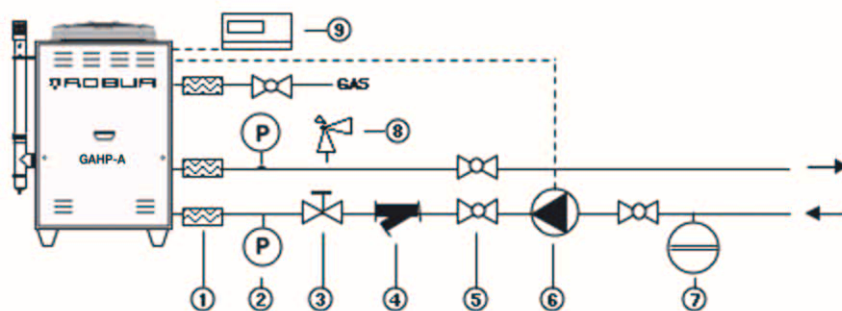 ⑨
ROBUR
GAS
P
⑧
GAHP-A
P
① ② ③ ④ ⑤ ⑥ ⑦